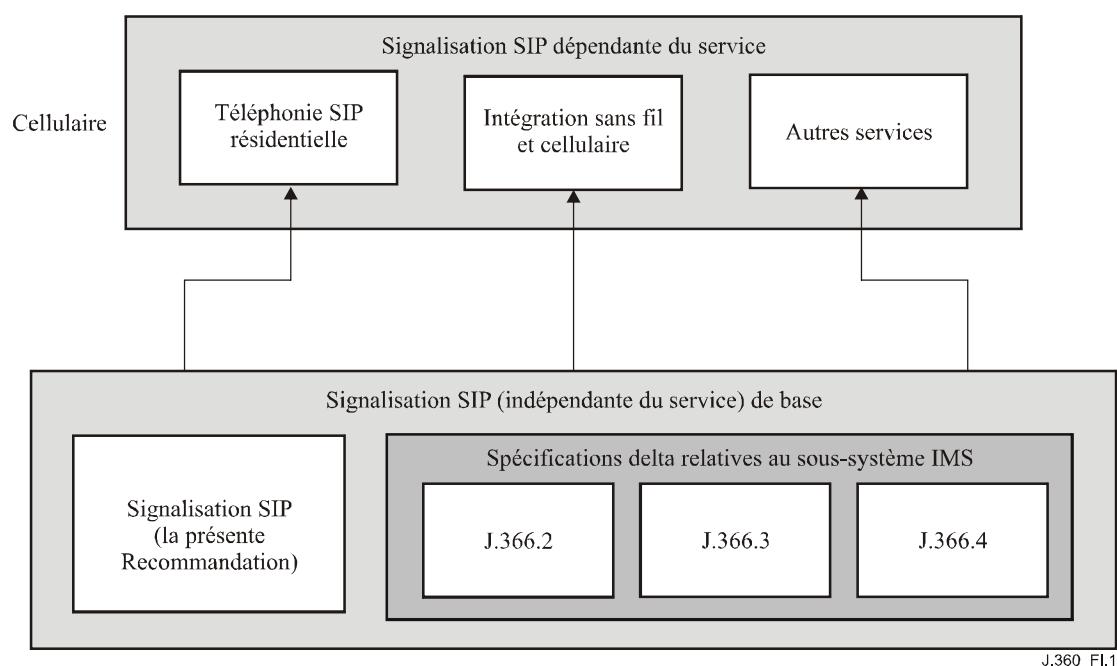 Signalisation SIP dépendante du service
Cellulaire
Téléphonie SIP
résidentielle
Intégration sans fil
et cellulaire
Autres services
Signalisation SIP (indépendante du service) de base
Signalisation SIP
(la présente
Recommandation)
Spécifications delta relatives au sous-système IMS
J.366.2
J.366.3
J.366.4
J.360_FI.1